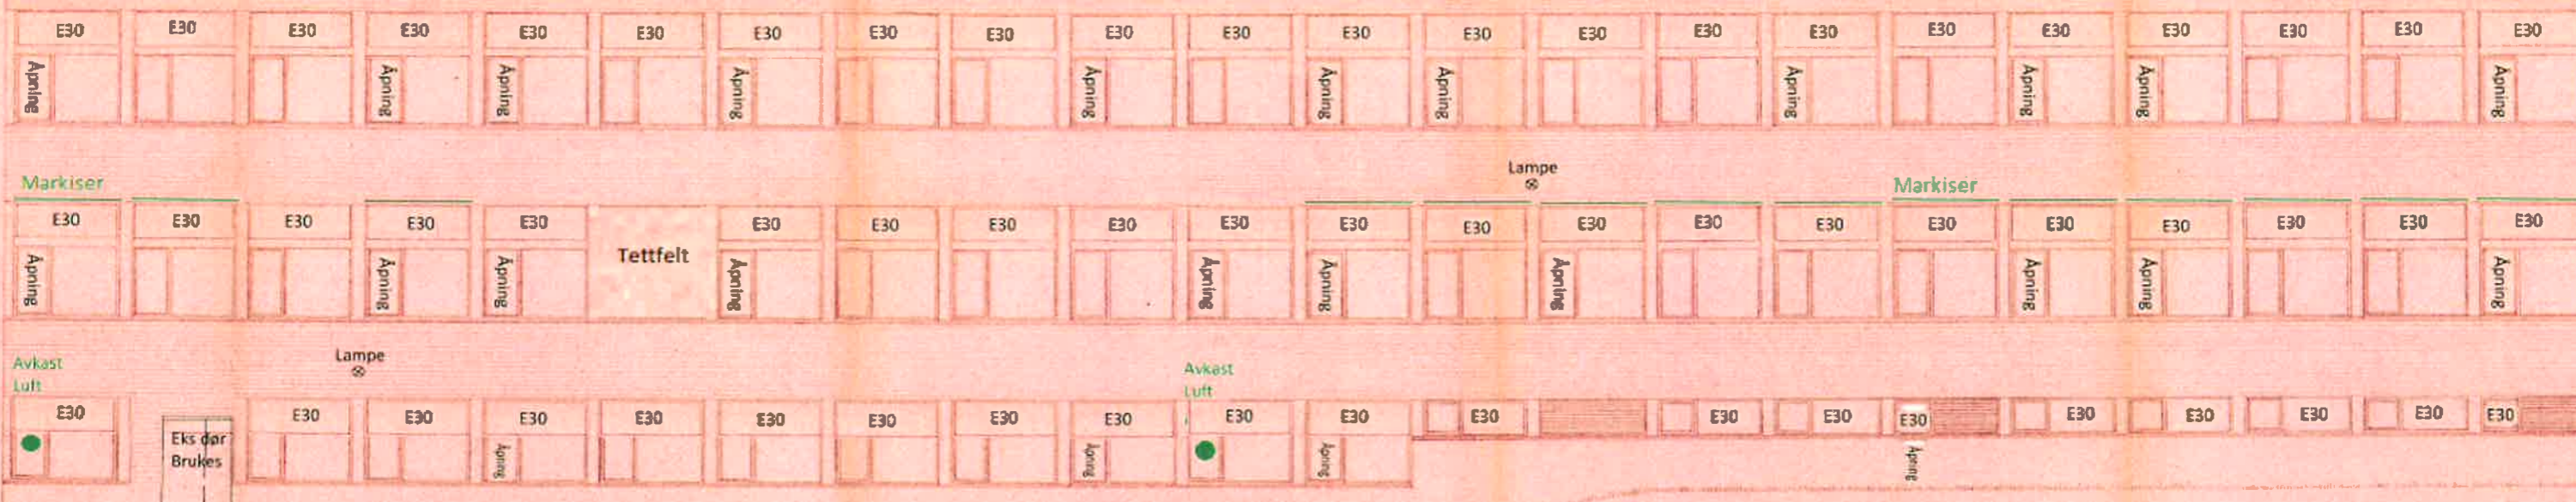 E30 E30 E30 E30 E30 E30 E30 E30 E30 E30 E30 E30 E30 E30 E30 E30 E30 E30 E30 E30 E30 E30
Åpning Åpning Åpning Åpning Åpning Åpning Åpning Åpning Åpning Åpning Åpning
Lampe
Markiser Markiser
E30 E30 E30 E30 E30 E30 E30 E30 E30 E30 E30 E30 E30 E30 E30 E30 E30 E30 E30 E30 E30
Åpning Åpning Åpning Tettfelt Åpning Åpning Åpning Åpning Åpning Åpning Åpning
Lampe
Avkast Avkast
Luft Luft
E30 E30 E30 E30 E30 E30 E30 E30 E30 E30 E30 E30 E30 E30 E30 E30 E30 E30 E30 E30
Eks dør
Brukes Åpning Åpning Åpning Åpning